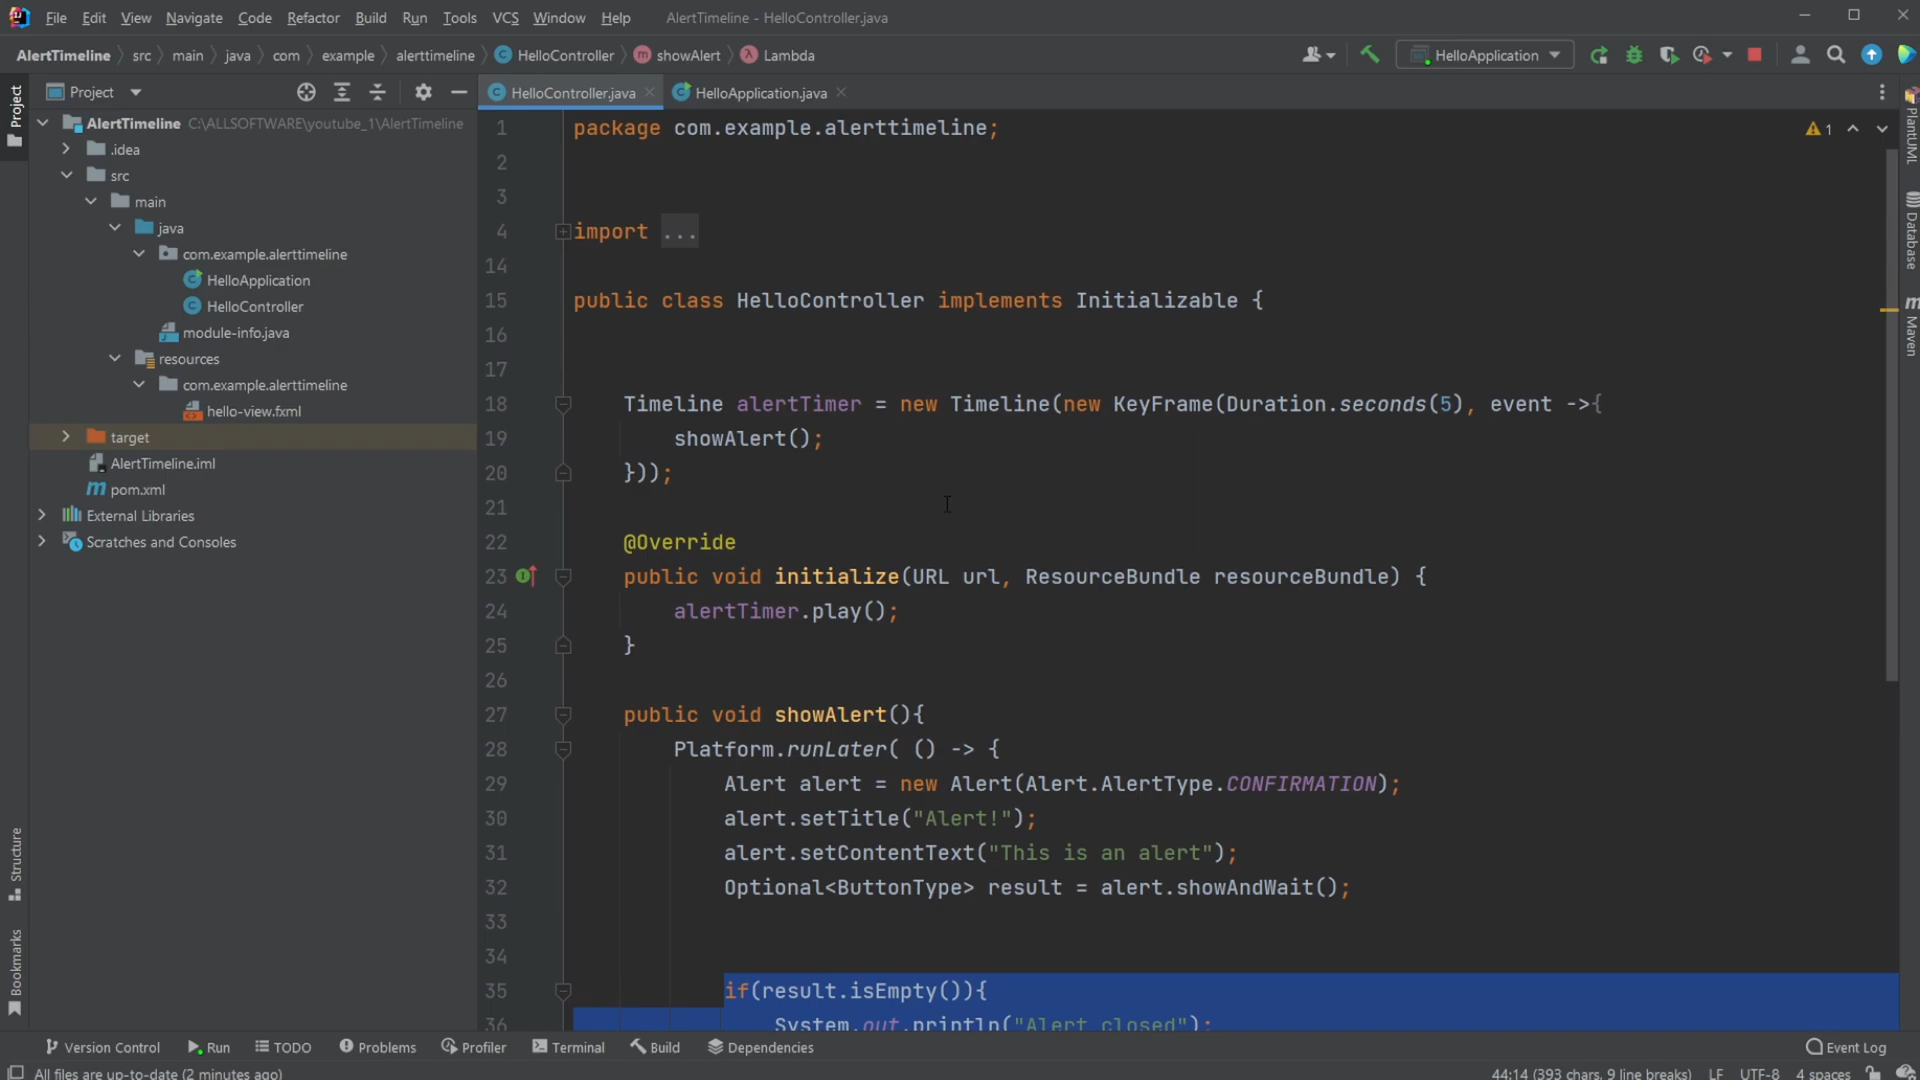 File Edit View Navigate Code Refactor Build Run Tools VCS Window Help AlertTimeline - HelloController.java
AlertTimeline src main java com example alerttimeline HelloController showAlert Lambda HelloApplication
Project
HelloController.java HelloApplication.java
Project
AlertTimeline C:\ALLSOFTWARE\youtube_1\AlertTimeline
.idea
src
main
java
com.example.alerttimeline
HelloApplication
HelloController
module-info.java
resources
com.example.alerttimeline
hello-view.fxml
target
AlertTimeline.iml
pom.xml
External Libraries
Scratches and Consoles
Structure
Bookmarks
1 package com.example.alerttimeline;
2
3
4 import ...
14
15 public class HelloController implements Initializable {
16
17
18 Timeline alertTimer = new Timeline(new KeyFrame(Duration.seconds(5), event ->{
19 showAlert();
20 }));
21
22 @Override
23 public void initialize(URL url, ResourceBundle resourceBundle) {
24 alertTimer.play();
25 }
26
27 public void showAlert(){
28 Platform.runLater( () -> {
29 Alert alert = new Alert(Alert.AlertType.CONFIRMATION);
30 alert.setTitle("Alert!");
31 alert.setContentText("This is an alert");
32 Optional<ButtonType> result = alert.showAndWait();
33
34
35 if(result.isEmpty()){
36 System.out.println("Alert closed");
1
PlantUML
Database
Maven
Version Control Run TODO Problems Profiler Terminal Build Dependencies Event Log
All files are up-to-date (2 minutes ago) 44:14 (393 chars, 9 line breaks) LF UTF-8 4 spaces